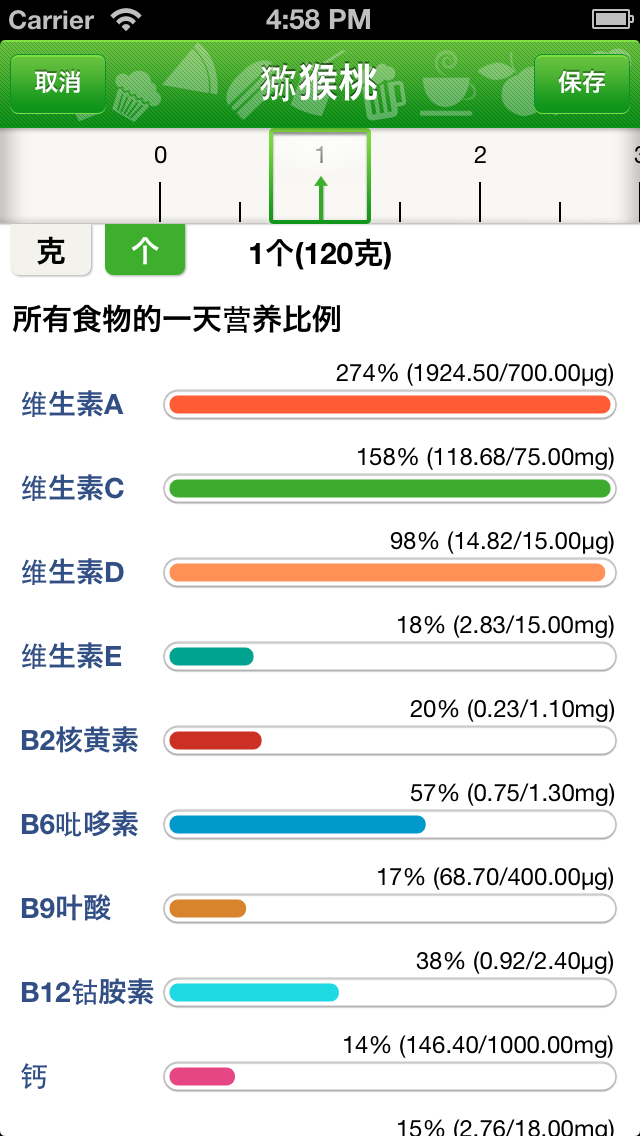 Carrier 4:58 PM
取消 猕猴桃 保存
0 1 2 3
克 个 1个(120克)
所有食物的一天营养比例
274% (1924.50/700.00µg)
维生素A
158% (118.68/75.00mg)
维生素C
98% (14.82/15.00µg)
维生素D
18% (2.83/15.00mg)
维生素E
20% (0.23/1.10mg)
B2核黄素
57% (0.75/1.30mg)
B6吡哆素
17% (68.70/400.00µg)
B9叶酸
38% (0.92/2.40µg)
B12钴胺素
14% (146.40/1000.00mg)
钙
15% (2.76/18.00mg)